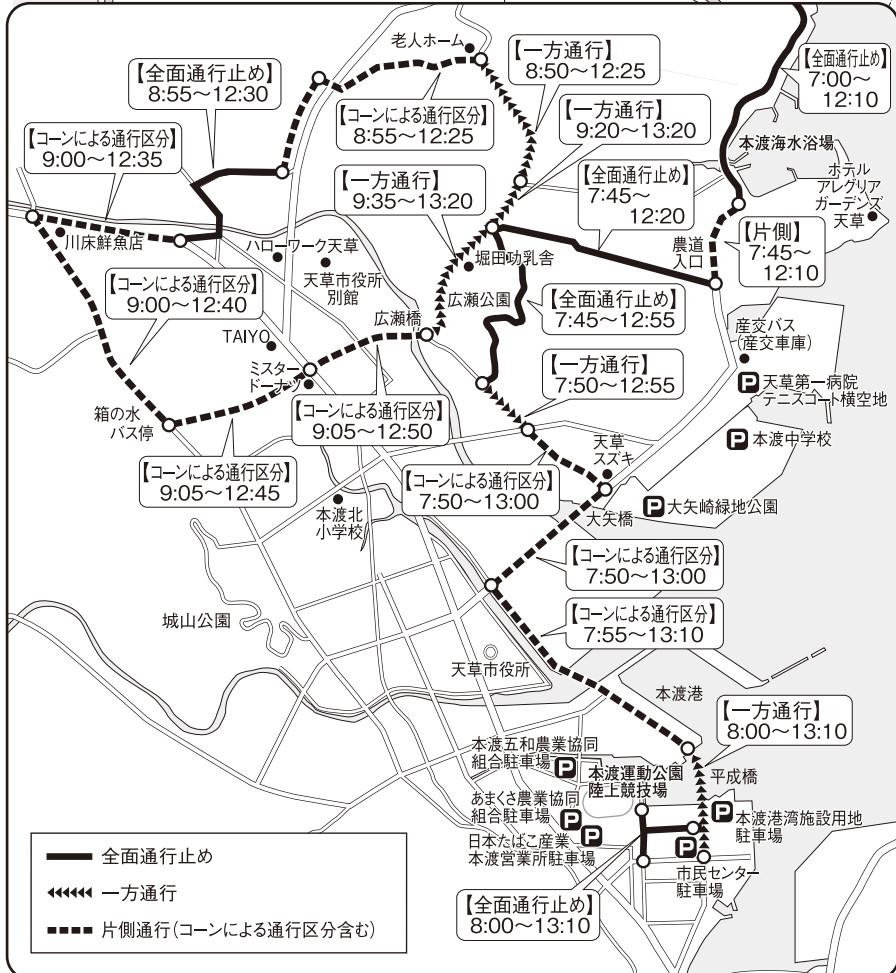 老人ホーム
【一方通行】
8:50〜12:25
【全面通行止め】
7:00〜
12:10
【全面通行止め】
8:55〜12:30
【コーンによる通行区分】
8:55〜12:25
【一方通行】
9:20〜13:20
本渡海水浴場
【コーンによる通行区分】
9:00〜12:35
【一方通行】
9:35〜13:20
【全面通行止め】
7:45〜
12:20
ホテル
アレグリア
ガーデンズ
天草
川床鮮魚店
ハローワーク天草
天草市役所
別館
堀田功乳舎
農道
入口
【片側】
7:45〜
12:10
【コーンによる通行区分】
9:00〜12:40
広瀬公園
【全面通行止め】
7:45〜12:55
広瀬橋
TAIYO
産交バス
(産交車庫)
ミスター
ドーナツ
【一方通行】
7:50〜12:55
P天草第一病院
テニスコート横空地
箱の水
バス停
【コーンによる通行区分】
9:05〜12:50
P本渡中学校
【コーンによる通行区分】
9:05〜12:45
天草
スズキ
【コーンによる通行区分】
7:50〜13:00
本渡北
小学校
大矢橋
P大矢崎緑地公園
【コーンによる通行区分】
7:50〜13:00
城山公園
【コーンによる通行区分】
7:55〜13:10
天草市役所
本渡港
【一方通行】
8:00〜13:10
本渡五和農業協同
組合駐車場 P
本渡運動公園
陸上競技場
平成橋
あまくさ農業協同
組合駐車場 P
P本渡港湾施設用地
駐車場
日本たばこ産業
本渡営業所駐車場
P
P
市民センター
駐車場
【全面通行止め】
8:00〜13:10
全面通行止め
一方通行
片側通行(コーンによる通行区分含む)